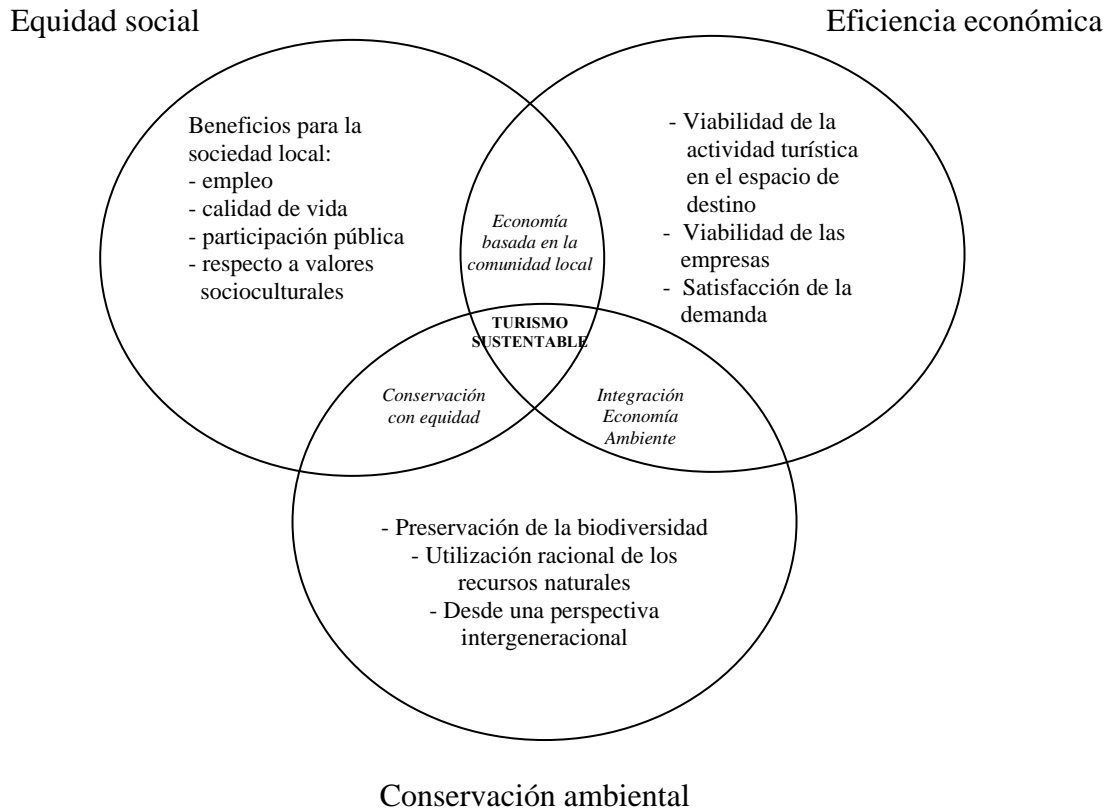 Equidad social
Eficiencia económica
Beneficios para la
sociedad local:
- empleo
- calidad de vida
- participación pública
- respecto a valores
socioculturales
- Viabilidad de la
actividad turística
en el espacio de
destino
- Viabilidad de las
empresas
- Satisfacción de la
demanda
Economía
basada en la
comunidad local
TURISMO
SUSTENTABLE
Conservación
con equidad
Integración
Economía
Ambiente
- Preservación de la biodiversidad
- Utilización racional de los
recursos naturales
- Desde una perspectiva
intergeneracional
Conservación ambiental